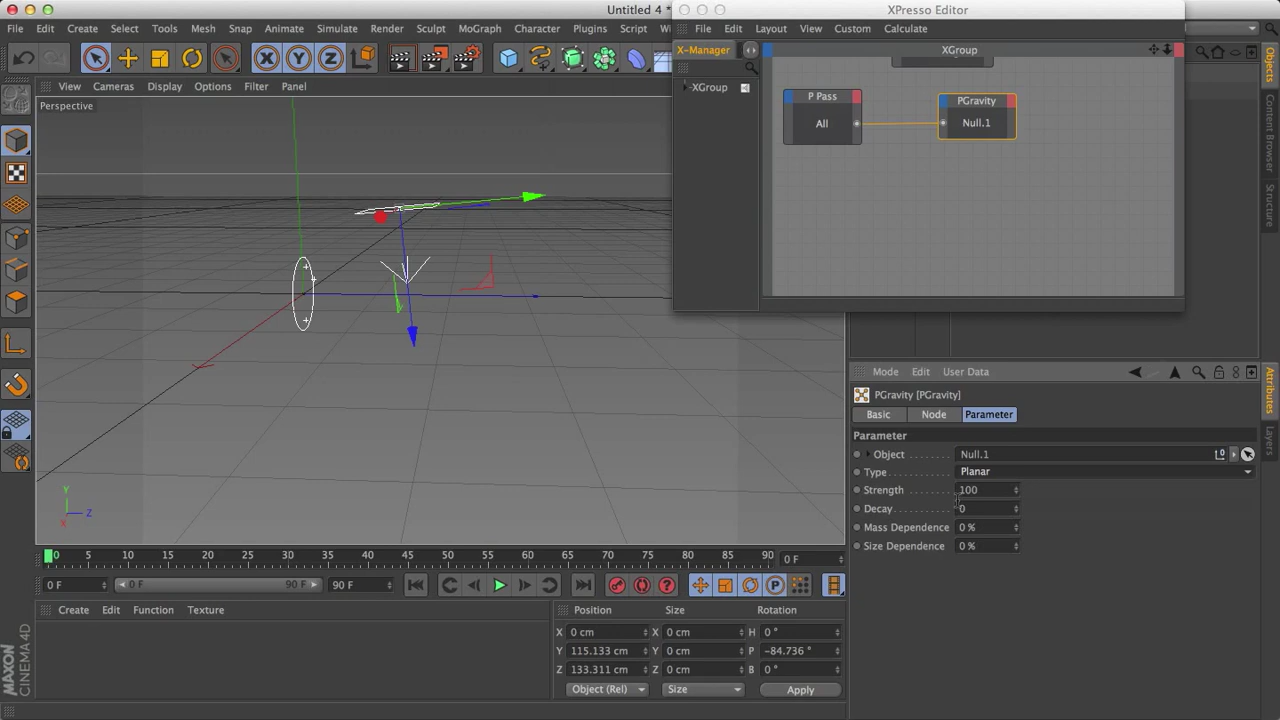 Untitled 4 *
File Edit Create Select Tools Mesh Snap Animate Simulate Render Sculpt MoGraph Character Plugins Script Wi
X Y Z
View Cameras Display Options Filter Panel
Perspective
Y
Z
X
XPresso Editor
File Edit Layout View Custom Calculate
X-Manager
XGroup
XGroup
P Pass
All
PGravity
Null.1
Objects
Content Browser
Structure
Mode Edit User Data
PGravity [PGravity]
Basic Node Parameter
Parameter
Object Null.1
Type Planar
Strength 100
Decay 0
Mass Dependence 0 %
Size Dependence 0 %
Attributes
Layers
0 5 10 15 20 25 30 35 40 45 50 55 60 65 70 75 80 85 90 0 F
0 F 0 F 90 F 90 F
P
Create Edit Function Texture
Position Size Rotation
X 0 cm X 0 cm H 0 °
Y 115.133 cm Y 0 cm P -84.736 °
Z 133.311 cm Z 0 cm B 0 °
Object (Rel) Size Apply
MAXON
CINEMA 4D